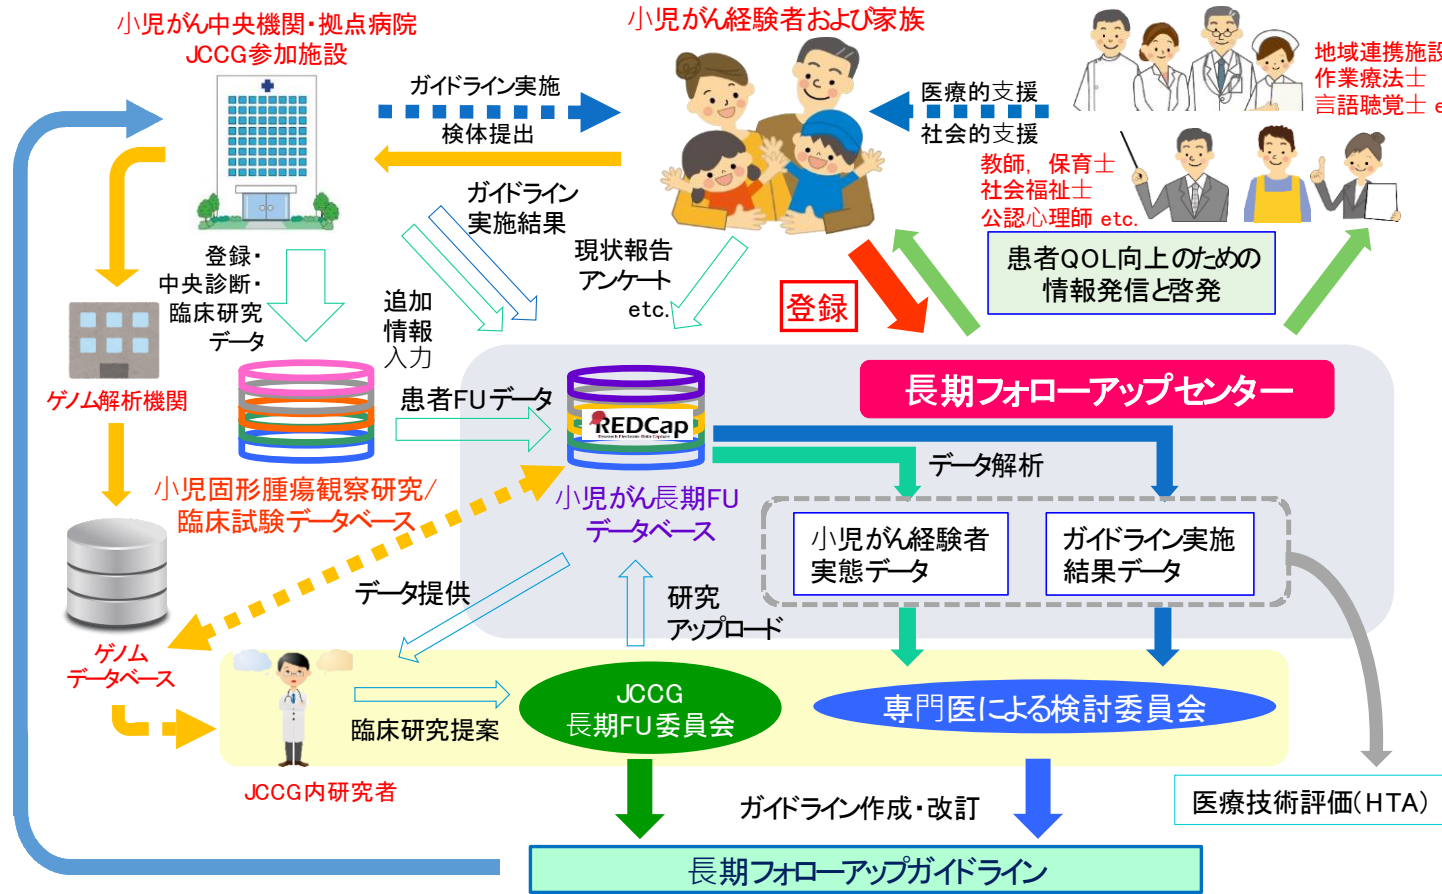 小児がん中央機関・拠点病院
JCCG参加施設
小児がん経験者および家族
地域連携施設
作業療法士
言語聴覚士 e
ガイドライン実施
検体提出
医療的支援
社会的支援
教師, 保育士
社会福祉士
公認心理師 etc.
ガイドライン
実施結果
登録・
中央診断・
臨床研究
データ
追加
情報
入力
現状報告
アンケート
etc.
登録
患者QOL向上のための
情報発信と啓発
ゲノム解析機関
患者FUデータ
REDCap
Research Electronic Data Capture
長期フォローアップセンター
データ解析
小児固形腫瘍観察研究/
臨床試験データベース
小児がん長期FU
データベース
小児がん経験者
実態データ
ガイドライン実施
結果データ
データ提供
研究
アップロード
ゲノム
データベース
臨床研究提案
JCCG
長期FU委員会
専門医による検討委員会
JCCG内研究者
ガイドライン作成・改訂
医療技術評価(HTA)
長期フォローアップガイドライン